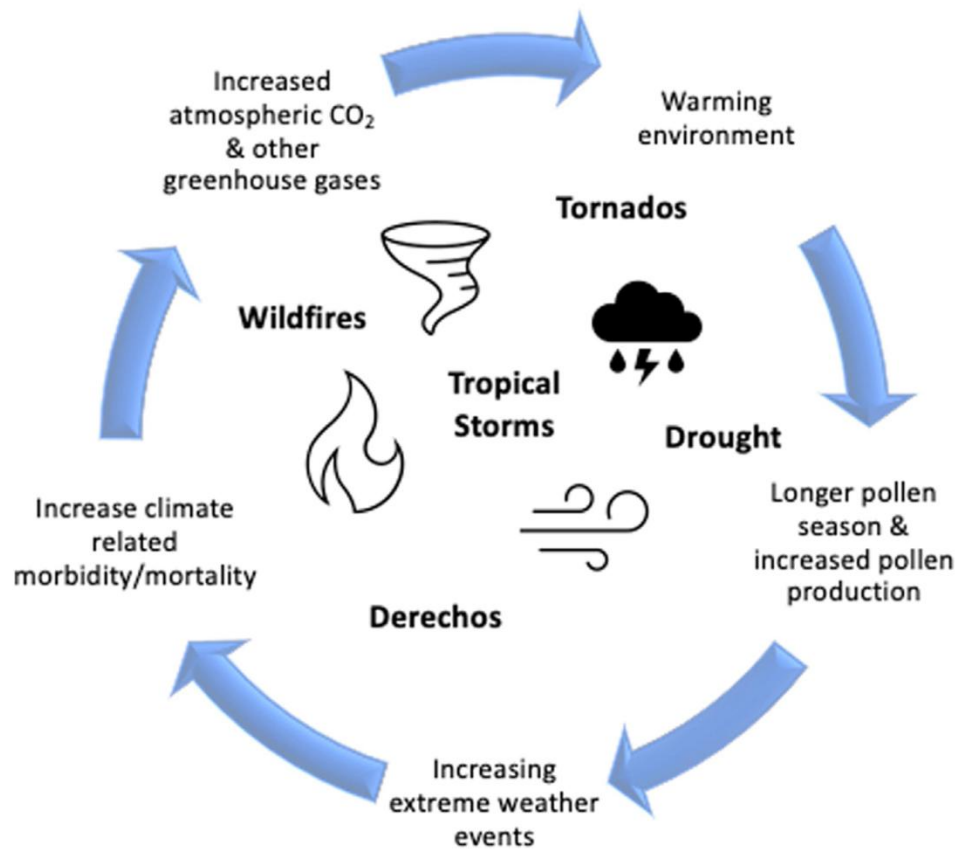 Increased
atmospheric CO₂
& other
greenhouse gases
Warming
environment
Tornados
Wildfires
Tropical
Storms
Drought
Longer pollen
season &
increased pollen
production
Increase climate
related
morbidity/mortality
Derechos
Increasing
extreme weather
events